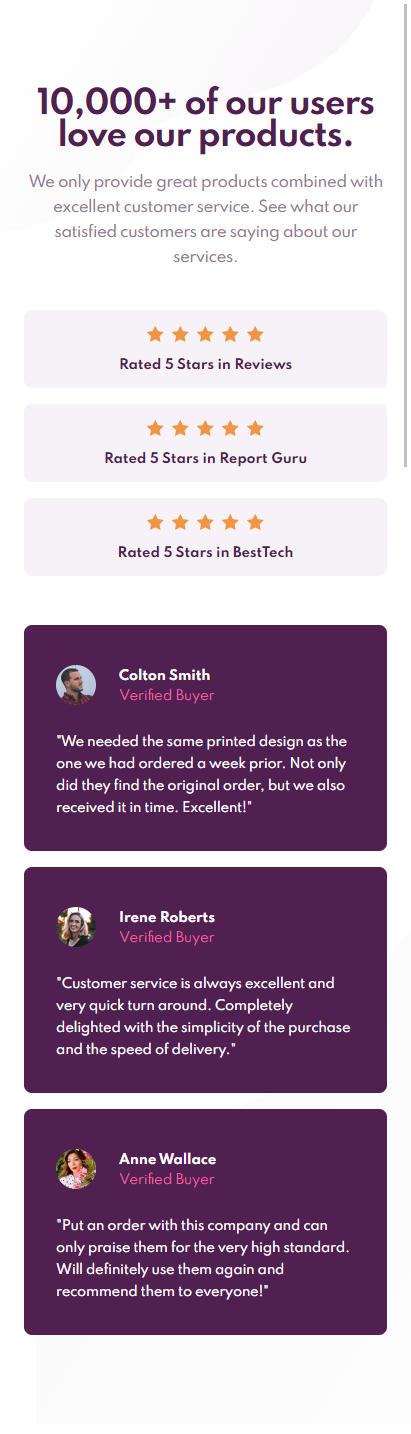 10,000+ of our users
love our products.
We only provide great products combined with
excellent customer service. See what our
satisfied customers are saying about our
services.
Rated 5 Stars in Reviews
Rated 5 Stars in Report Guru
Rated 5 Stars in BestTech
Colton Smith
Verified Buyer
"We needed the same printed design as the
one we had ordered a week prior. Not only
did they find the original order, but we also
received it in time. Excellent!"
Irene Roberts
Verified Buyer
"Customer service is always excellent and
very quick turn around. Completely
delighted with the simplicity of the purchase
and the speed of delivery."
Anne Wallace
Verified Buyer
"Put an order with this company and can
only praise them for the very high standard.
Will definitely use them again and
recommend them to everyone!"